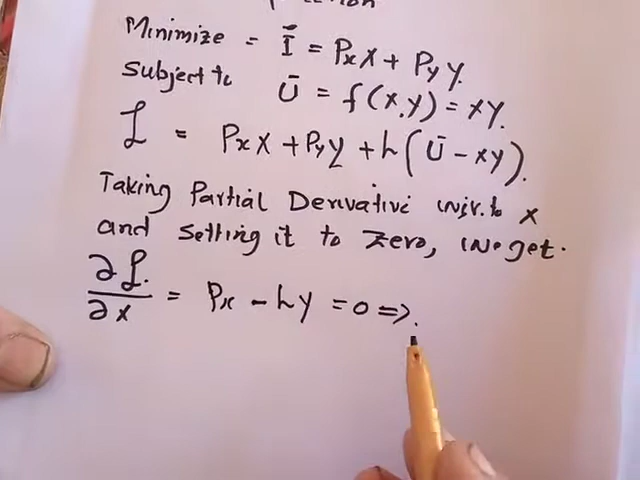 Minimize = Ī = PxX + PyY.
Subject to Ū = f(x,y) = xY.
ℒ = PxX + PyY + h(Ū - xy).
Taking Partial Derivative w.r.to x
and setting it to zero, we get.
∂ℒ/∂x = Px - hy = 0 ⇒.